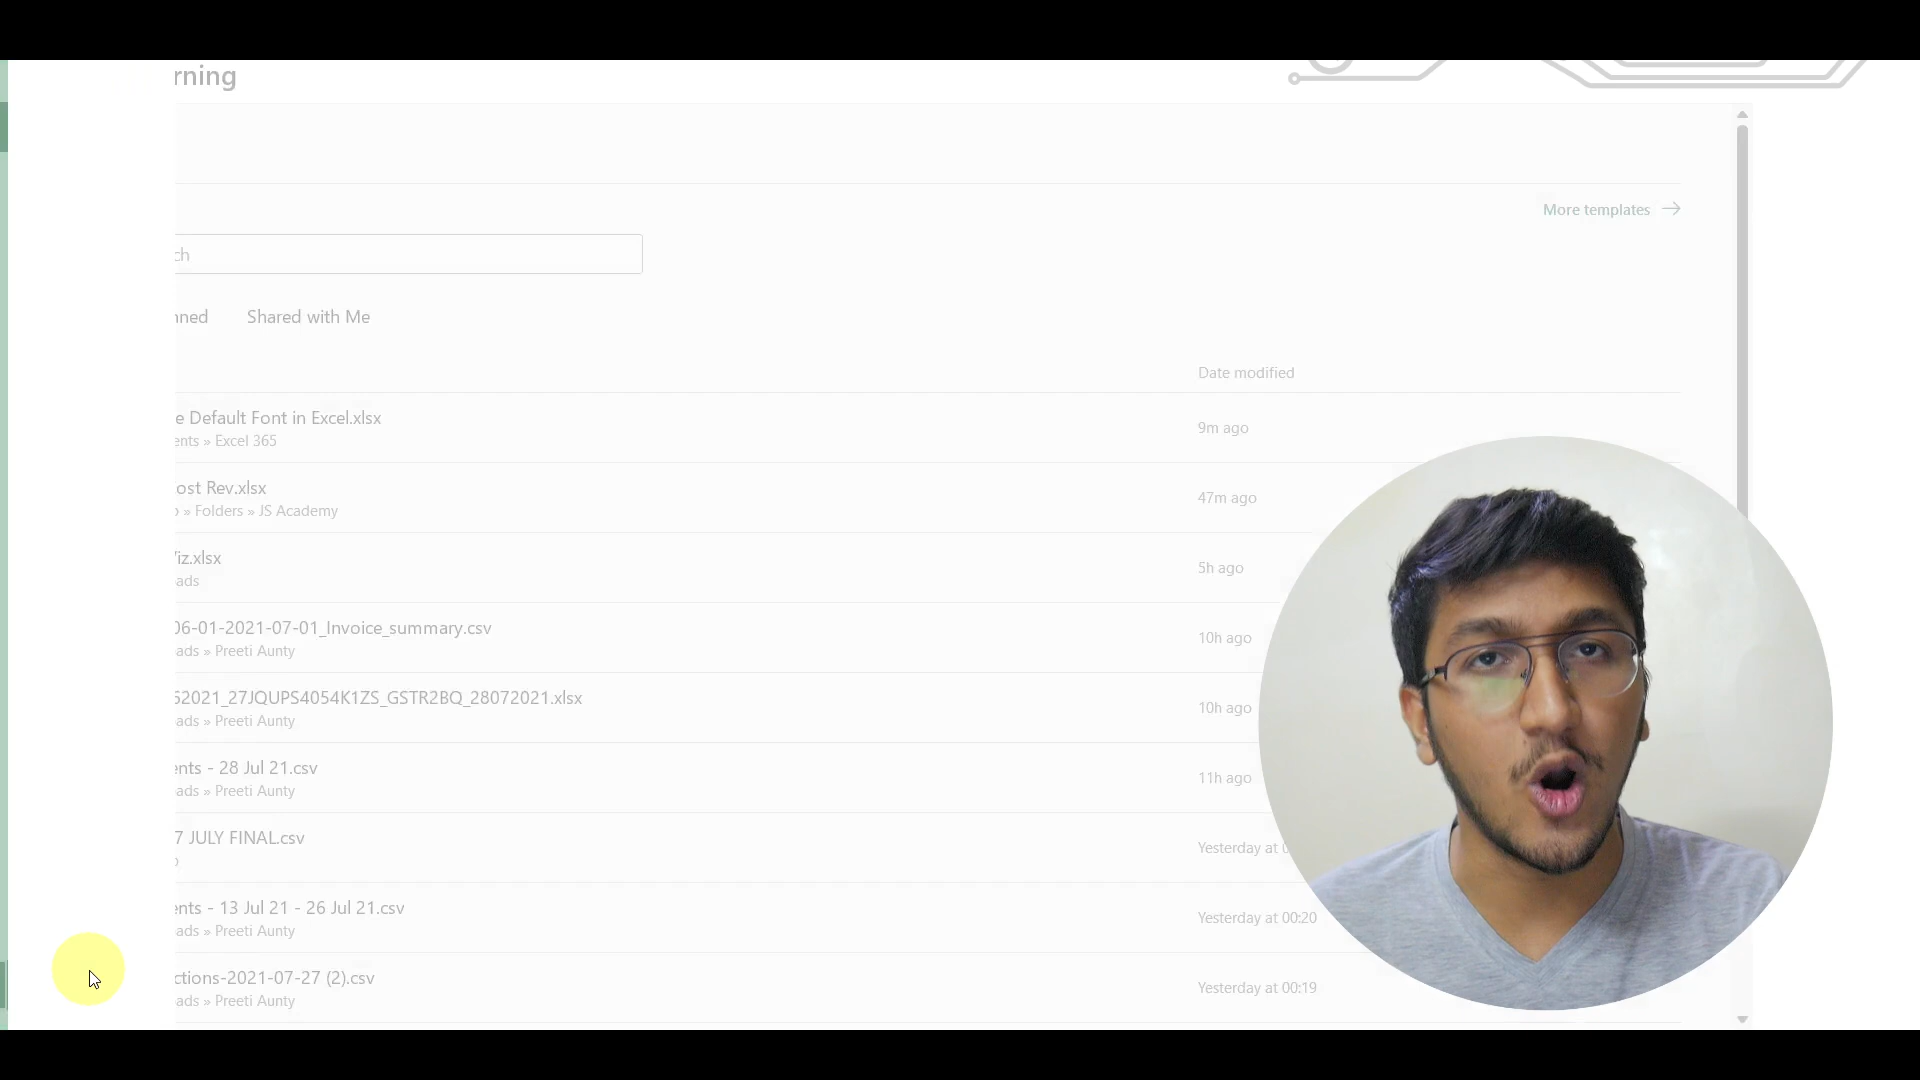 rning
More templates
ch
nned
Shared with Me
Date modified
e Default Font in Excel.xlsx
9m ago
ents » Excel 365
ost Rev.xlsx
47m ago
» Folders » JS Academy
iz.xlsx
5h ago
ads
06-01-2021-07-01_Invoice_summary.csv
10h ago
ads » Preeti Aunty
62021_27JQUPS4054K1ZS_GSTR2BQ_28072021.xlsx
10h ago
ads » Preeti Aunty
ents - 28 Jul 21.csv
11h ago
ads » Preeti Aunty
7 JULY FINAL.csv
Yesterday at
ents - 13 Jul 21 - 26 Jul 21.csv
Yesterday at 00:20
ads » Preeti Aunty
ctions-2021-07-27 (2).csv
Yesterday at 00:19
ads » Preeti Aunty